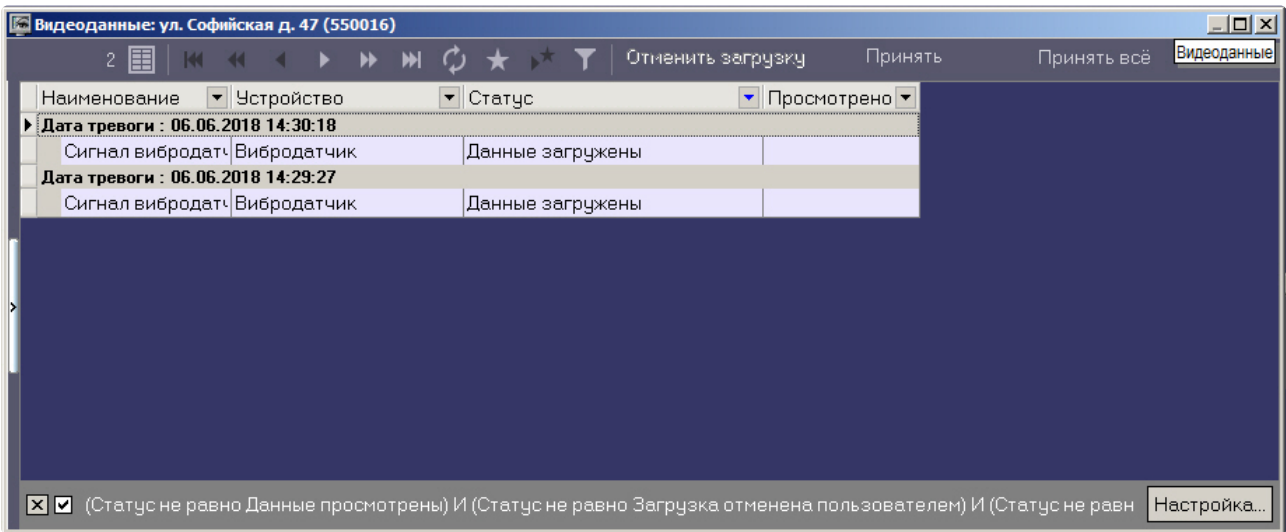 Видеоданные: ул. Софийская д. 47 (550016)
2 Отменить загрузку Принять Принять всё Видеоданные
Наименование Устройство Статус Просмотрено
Дата тревоги : 06.06.2018 14:30:18
Сигнал вибродатч Вибродатчик Данные загружены
Дата тревоги : 06.06.2018 14:29:27
Сигнал вибродатч Вибродатчик Данные загружены
(Статус не равно Данные просмотрены) И (Статус не равно Загрузка отменена пользователем) И (Статус не равн Настройка...